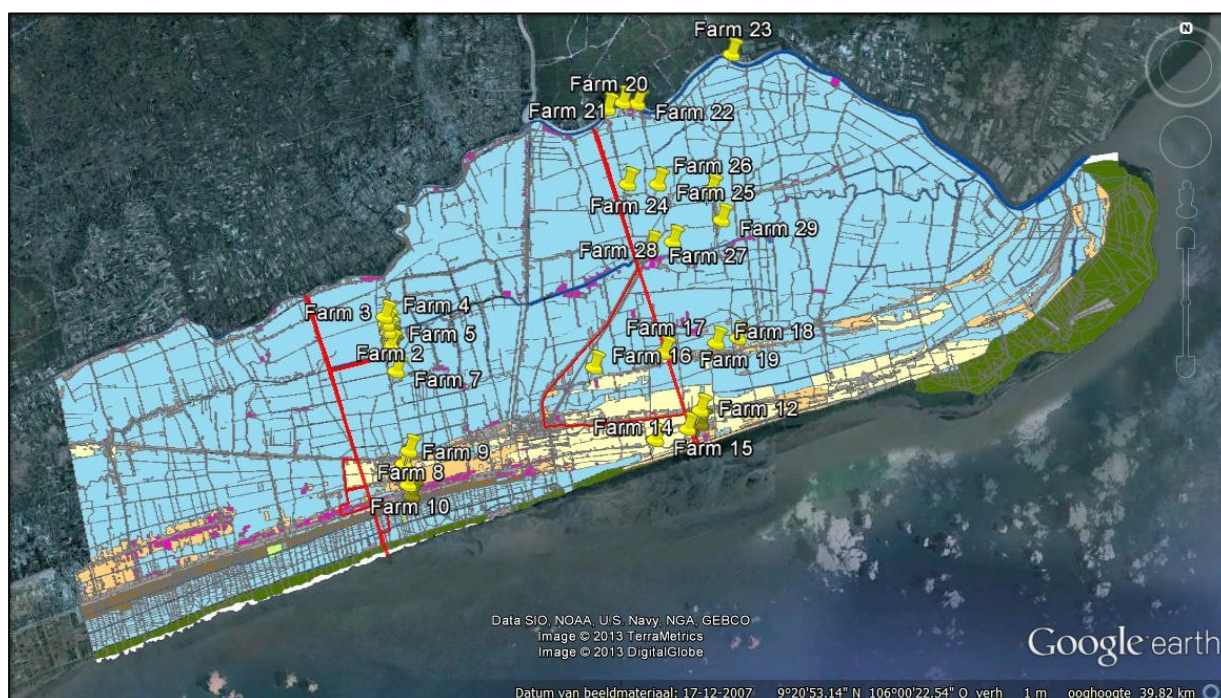 N
Farm 23
Farm 20
Farm 21
Farm 22
Farm 26
Farm 25
Farm 24
Farm 29
Farm 28
Farm 27
Farm 4
Farm 3
Farm 5
Farm 2
Farm 7
Farm 17
Farm 18
Farm 16
Farm 19
Farm 12
Farm 14
Farm 15
Farm 9
Farm 8
Farm 10
Data SIO, NOAA, U.S. Navy, NGA, GEBCO
Image © 2013 TerraMetrics
Image © 2013 DigitalGlobe
Google earth
Datum van beeldmateriaal: 17-12-2007 9°20'53.14" N 106°00'22.54" O verh 1 m ooghoogte 39.82 km